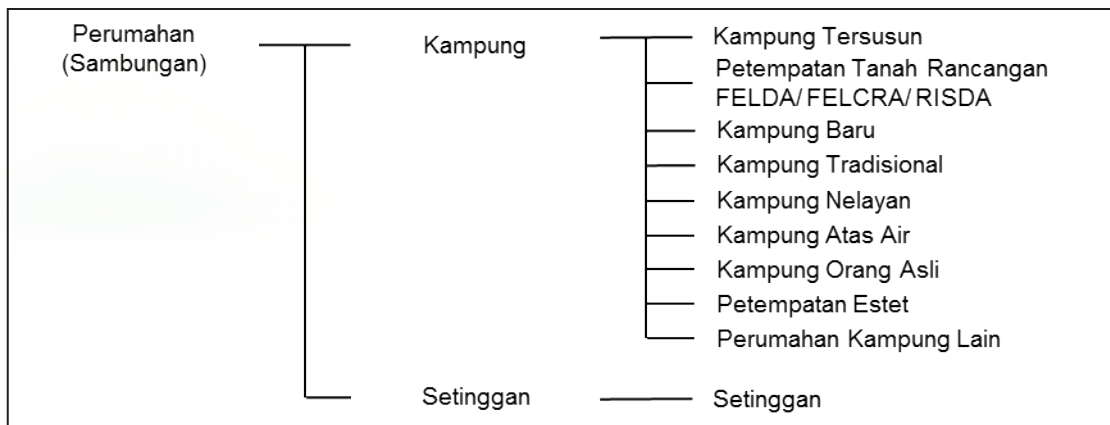 Perumahan
(Sambungan)
Kampung
Kampung Tersusun
Petempatan Tanah Rancangan
FELDA/ FELCRA/ RISDA
Kampung Baru
Kampung Tradisional
Kampung Nelayan
Kampung Atas Air
Kampung Orang Asli
Petempatan Estet
Perumahan Kampung Lain
Setinggan
Setinggan